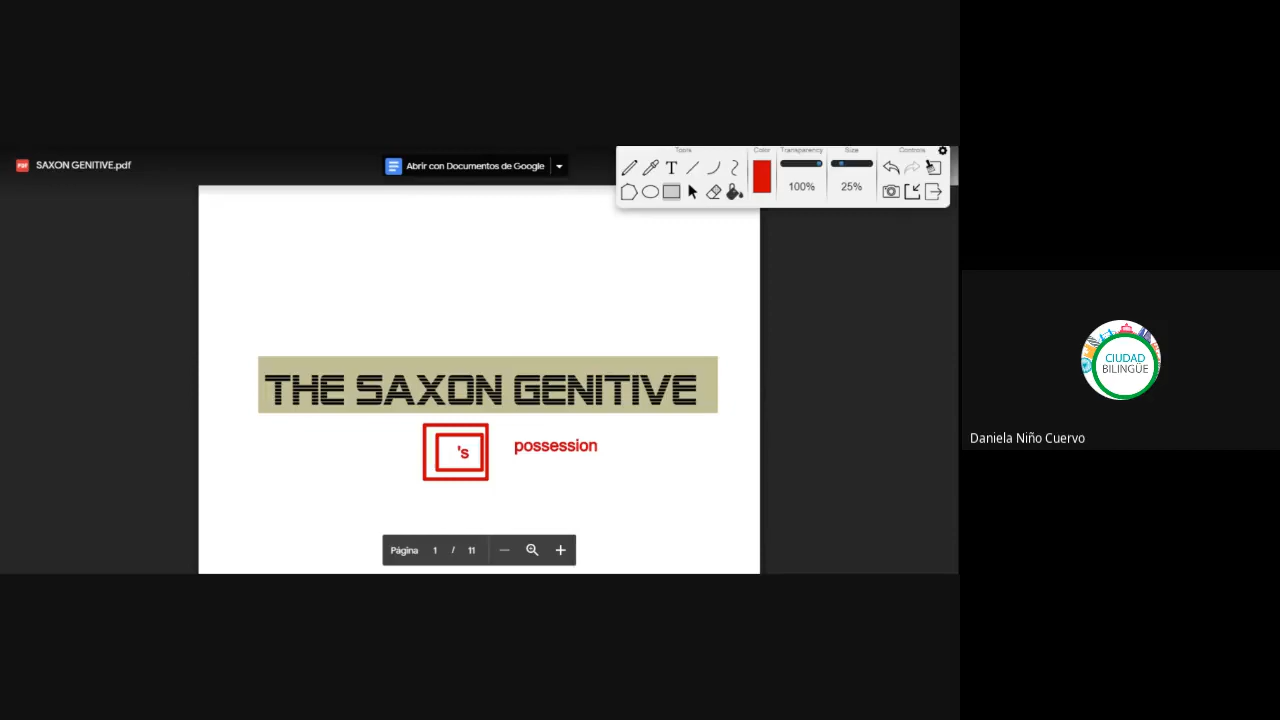 SAXON GENITIVE.pdf
Abrir con Documentos de Google
Tools
Color
Transparency
Size
Controls
T
100%
25%
THE SAXON GENITIVE
's
possession
Página 1 / 11
CIUDAD
BILINGÜE
Daniela Niño Cuervo